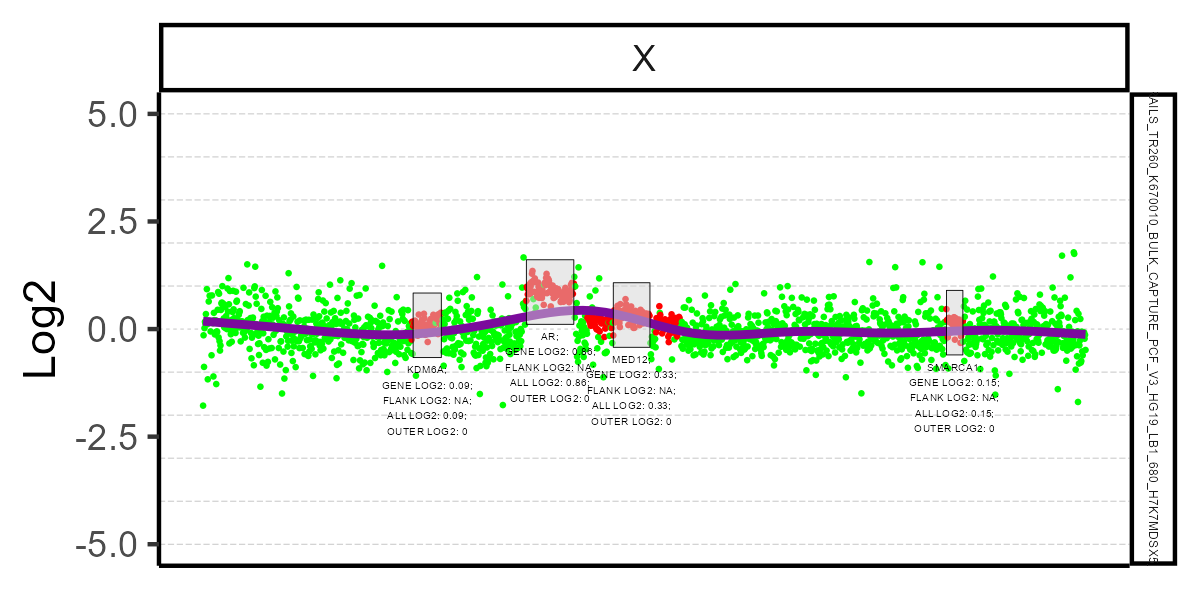 X
5.0
2.5
0.0
-2.5
-5.0
Log2
KDM6A;
GENE LOG2: 0.09;
FLANK LOG2: NA;
ALL LOG2: 0.09;
OUTER LOG2: 0
AR;
GENE LOG2: 0.86;
FLANK LOG2: NA;
ALL LOG2: 0.86;
OUTER LOG2: 0
MED12;
GENE LOG2: 0.33;
FLANK LOG2: NA;
ALL LOG2: 0.33;
OUTER LOG2: 0
SMARCA1;
GENE LOG2: 0.15;
FLANK LOG2: NA;
ALL LOG2: 0.15;
OUTER LOG2: 0
AILS_TR260_K670010_BULK_CAPTURE_PCF_V3_HG19_LB1_680_H7K7MDSX5